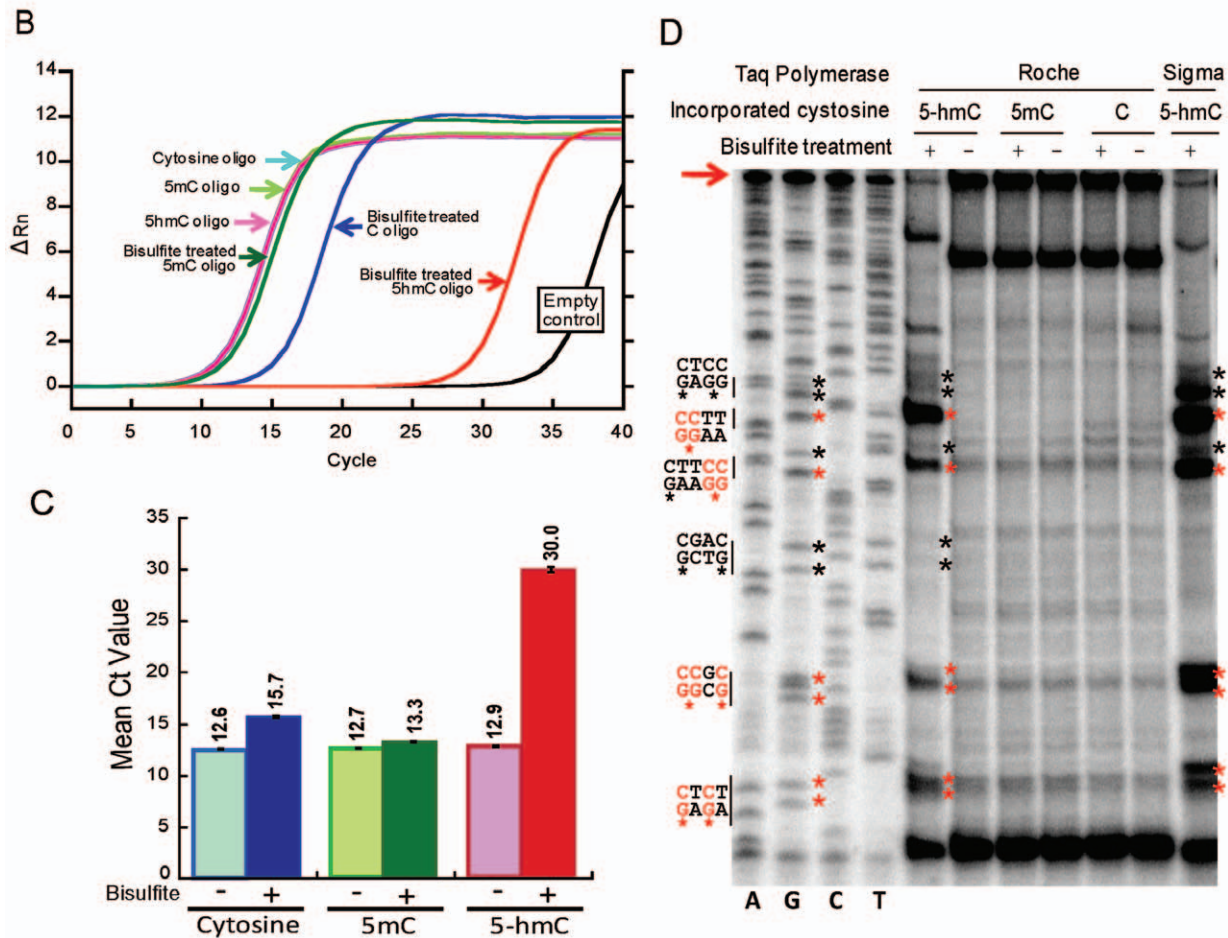 B
14
12
10
8
6
4
2
0
ΔRn
0
5
10
15
20
25
30
35
40
Cycle
Cytosine oligo
5mC oligo
5hmC oligo
Bisulfite treated
5mC oligo
Bisulfite treated
C oligo
Bisulfite treated
5hmC oligo
Empty
control
C
35
30
25
20
15
10
5
0
Mean Ct Value
12.6
15.7
12.7
13.3
12.9
30.0
Bisulfite
- + - + - +
Cytosine 5mC 5-hmC
D
Taq Polymerase Roche Sigma
Incorporated cystosine 5-hmC 5mC C 5-hmC
Bisulfite treatment + - + - + - +
CTCC
GAGG
* *
CCTT
GGAA
*
CTTCC
GAAGG
* *
CGAC
GCTG
* *
CCGC
GGCG
* *
CTCT
GAGA
* *
A G C T